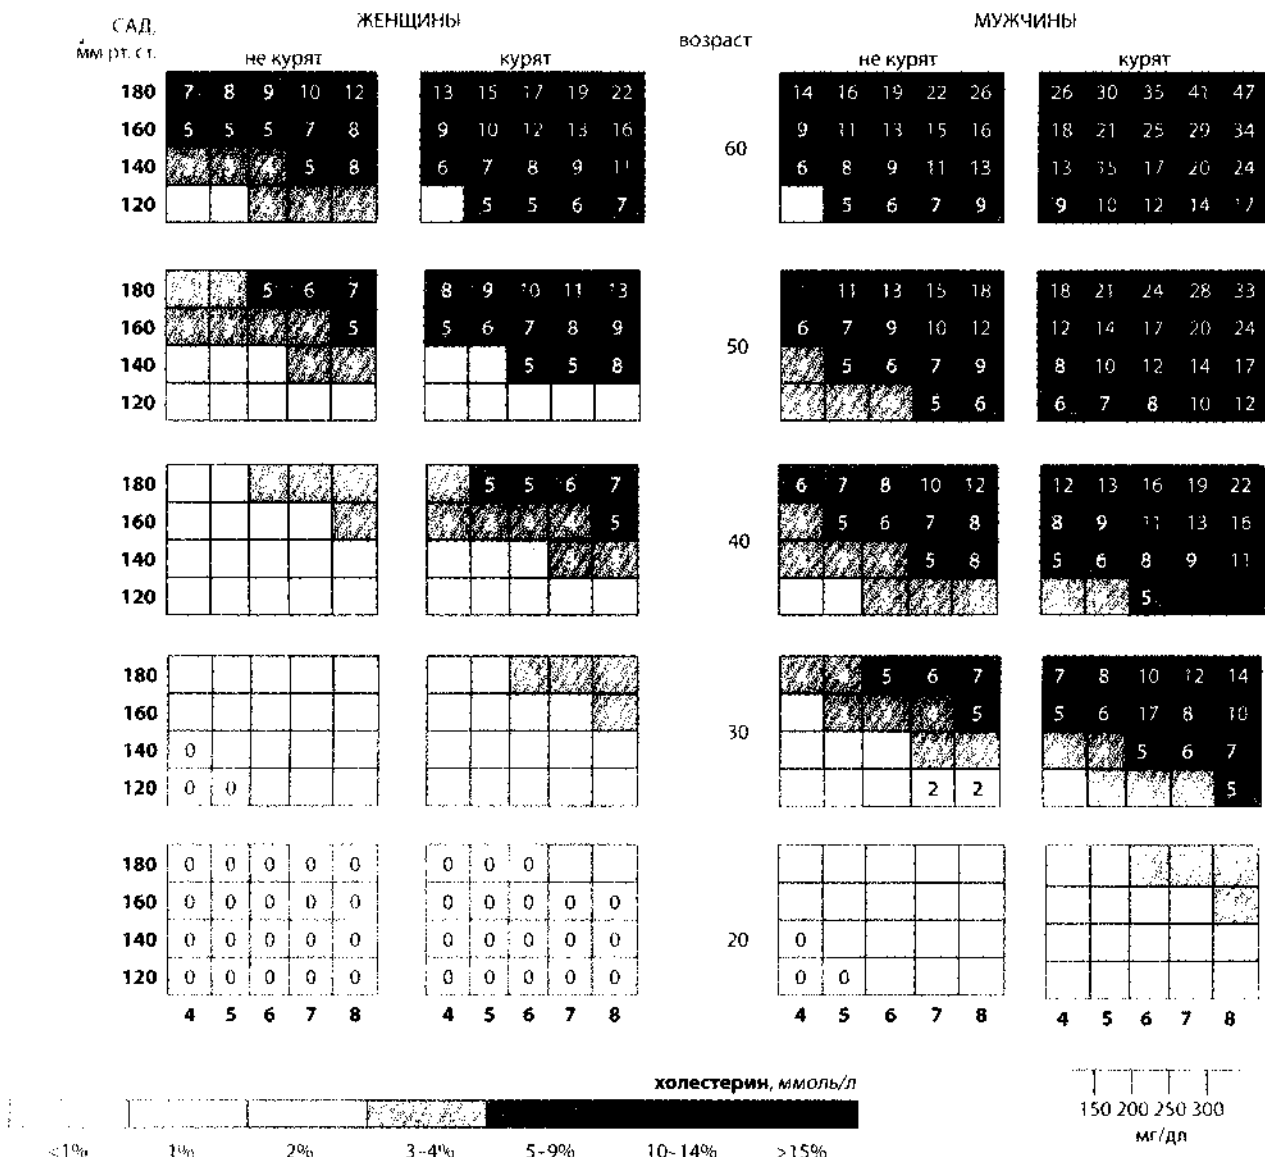 САД, ЖЕНЩИНЫ МУЖЧИНЫ
мм рт. ст. возраст
не курят курят не курят курят
180 7 8 9 10 12 13 15 17 19 22 14 16 19 22 26 26 30 35 41 47
160 5 5 5 7 8 9 10 12 13 16 9 11 13 15 16 18 21 25 29 34
60
140 5 8 6 7 8 9 11 6 8 9 11 13 13 15 17 20 24
120 5 5 6 7 5 6 7 9 9 10 12 14 17
180 5 6 7 8 9 10 11 13 11 13 15 18 18 21 24 28 33
160 5 5 6 7 8 9 6 7 9 10 12 12 14 17 20 24
50
140 5 5 8 5 6 7 9 8 10 12 14 17
120 5 6 6 7 8 10 12
180 5 5 6 7 6 7 8 10 12 12 13 16 19 22
160 5 5 6 7 8 8 9 11 13 16
40
140 5 8 5 6 8 9 11
120 5
180 5 6 7 7 8 10 12 14
160 5 5 6 17 8 10
30
140 0 5 6 7
120 0 0 2 2 5
180 0 0 0 0 0 0 0 0
160 0 0 0 0 0 0 0 0 0 0
140 0 0 0 0 0 0 0 0 0 0 20 0
120 0 0 0 0 0 0 0 0 0 0 0 0
4 5 6 7 8 4 5 6 7 8 4 5 6 7 8 4 5 6 7 8
холестерин, ммоль/л
150 200 250 300
мг/дл
<1% 1% 2% 3-4% 5-9% 10-14% >15%